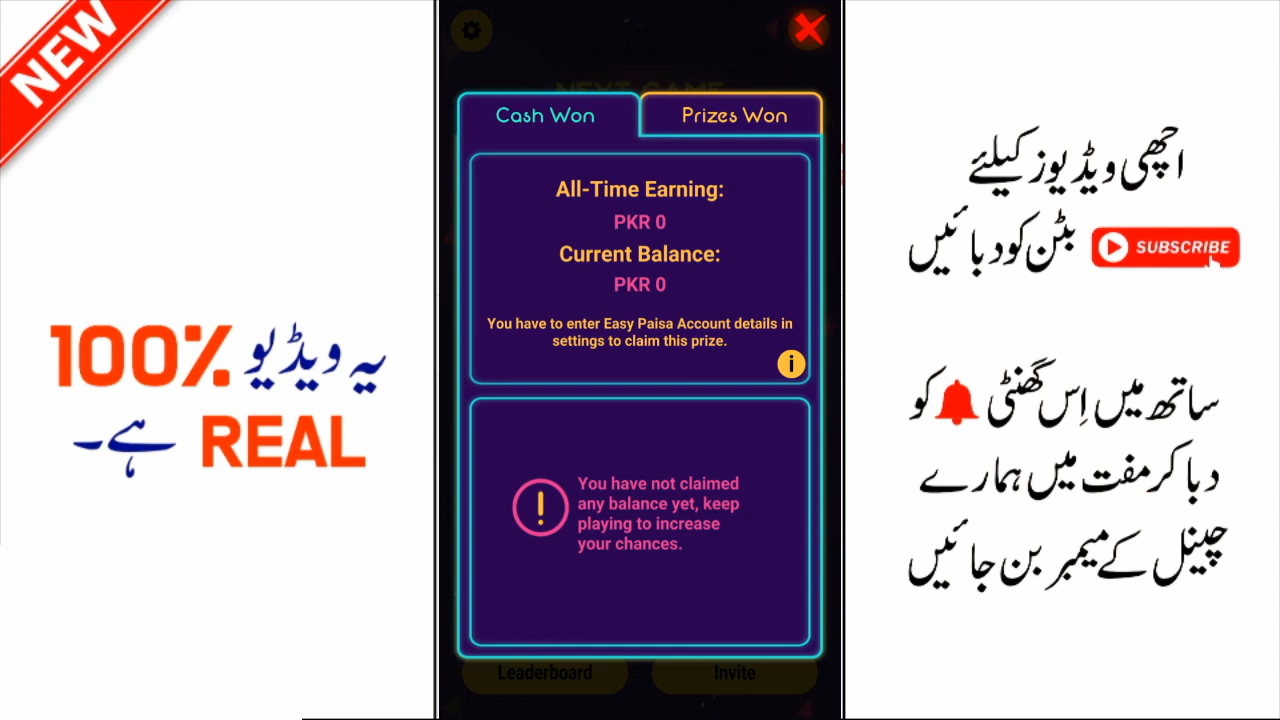 NEW
یہ ویڈیو 100%
REAL ہے۔
NEXT GAME
Cash Won
Prizes Won
All-Time Earning:
PKR 0
Current Balance:
PKR 0
You have to enter Easy Paisa Account details in
settings to claim this prize.
i
!
You have not claimed
any balance yet, keep
playing to increase
your chances.
Leaderboard
Invite
اچھی ویڈیوز کیلئے
بٹن کو دبائیں SUBSCRIBE
ساتھ میں اِس گھنٹی کو
دبا کر مفت میں ہمارے
چینل کے میمبر بن جائیں